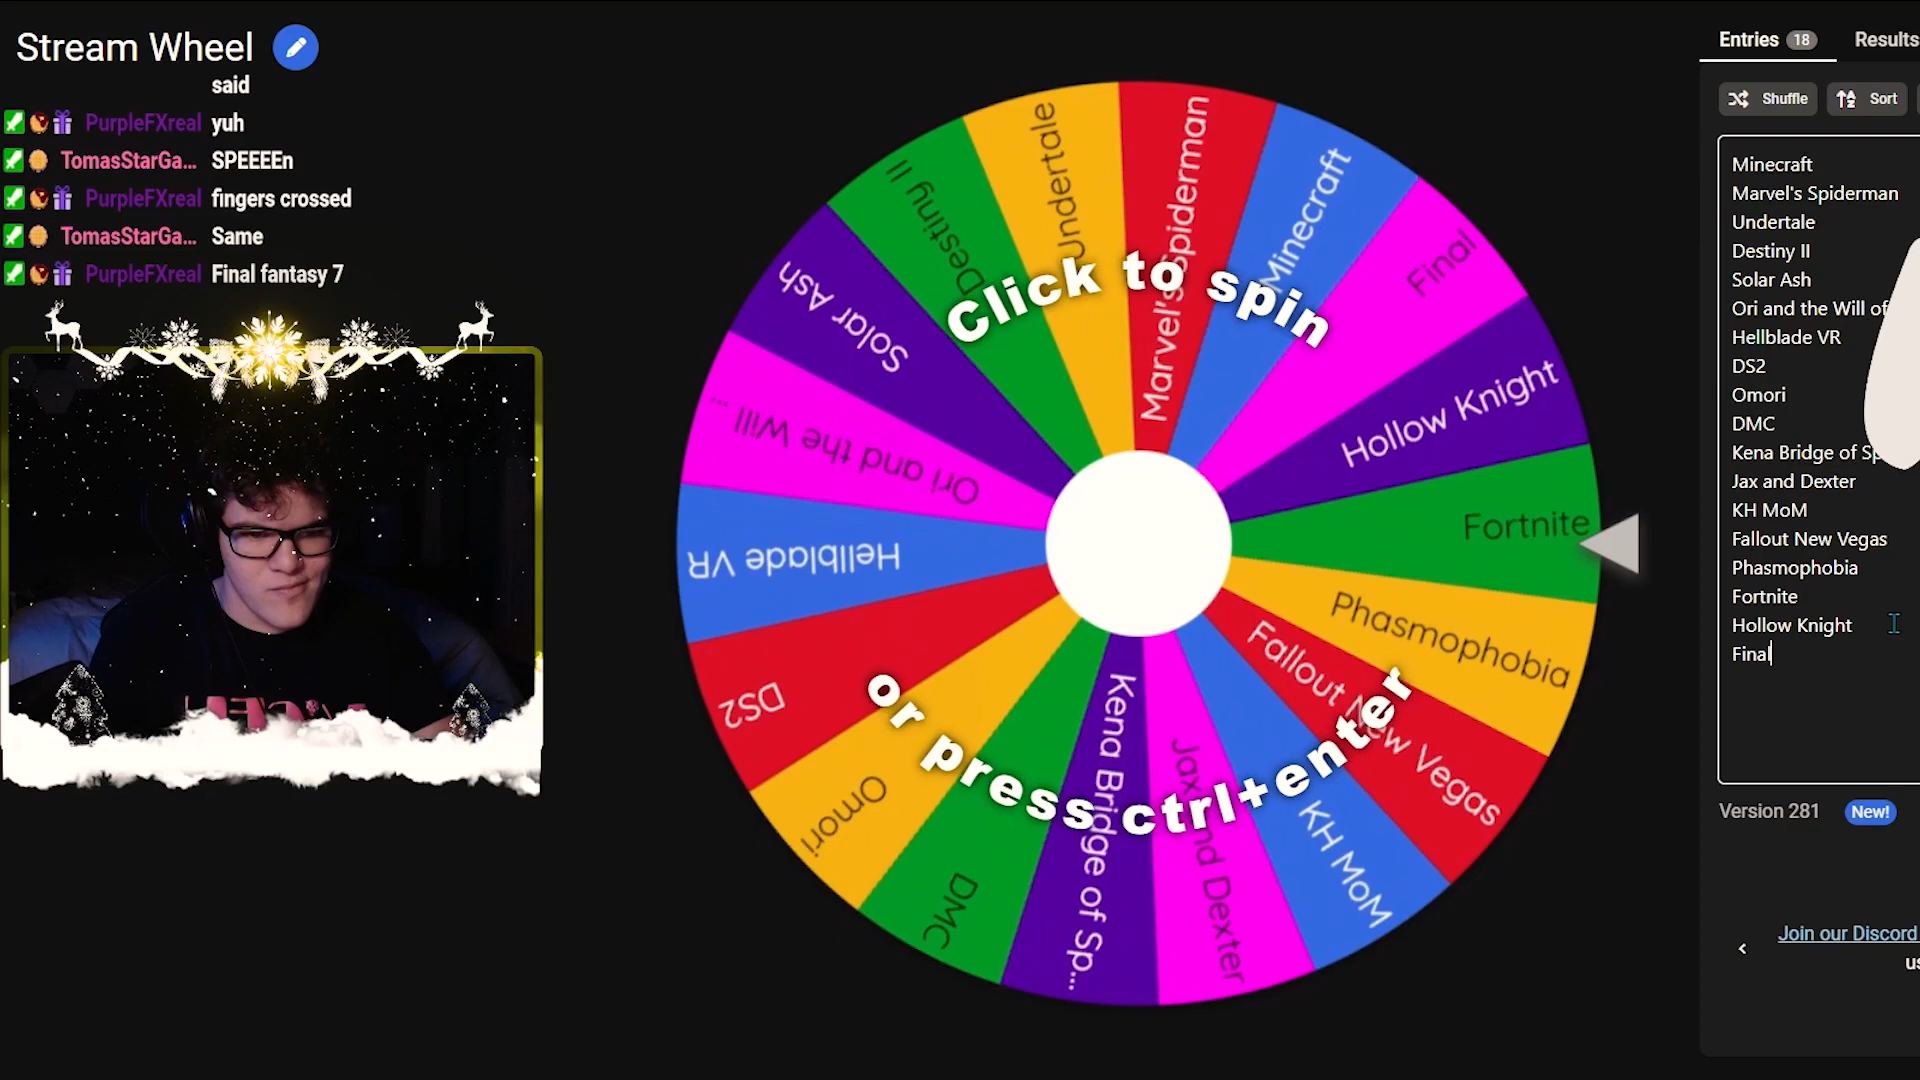 Stream Wheel
said
PurpleFXreal yuh
TomasStarGa... SPEEEEn
PurpleFXreal fingers crossed
TomasStarGa... Same
PurpleFXreal Final fantasy 7
Click to spin
or press ctrl+enter
Undertale
Marvel's Spiderman
Minecraft
Final
Hollow Knight
Fortnite
Phasmophobia
Fallout New Vegas
KH MoM
Jax and Dexter
Kena Bridge of Sp...
DMC
Omori
DS2
Hellblade VR
Ori and the Will ...
Solar Ash
Destiny II
Entries 18
Results
Shuffle
Sort
Minecraft
Marvel's Spiderman
Undertale
Destiny II
Solar Ash
Ori and the Will of
Hellblade VR
DS2
Omori
DMC
Kena Bridge of Sp
Jax and Dexter
KH MoM
Fallout New Vegas
Phasmophobia
Fortnite
Hollow Knight
Final
Version 281 New!
Join our Discord
us